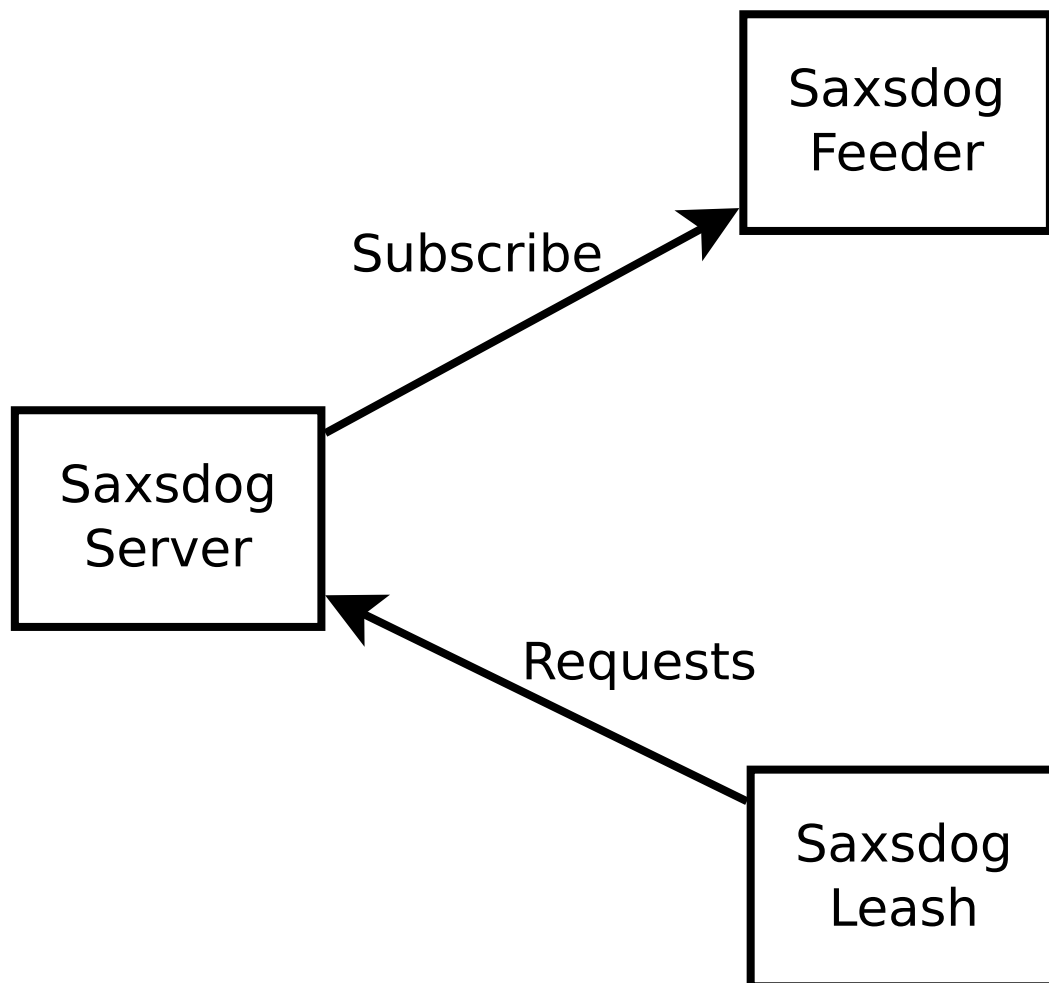 Saxsdog
Feeder
Subscribe
Saxsdog
Server
Requests
Saxsdog
Leash